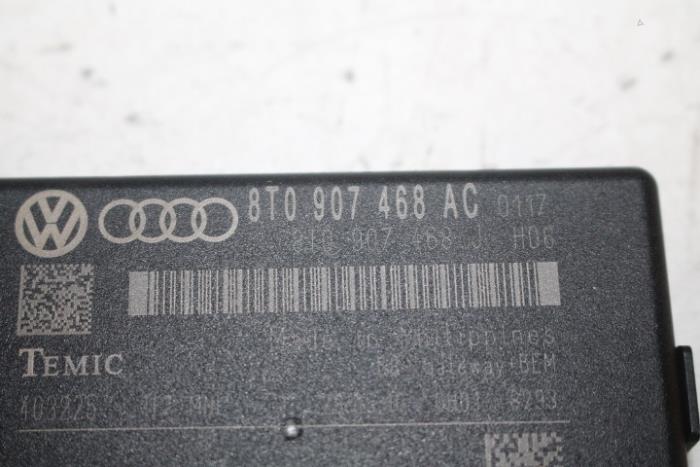 8T0 907 468 AC 0117
8T0 907 468 J H06
Made in Philippines
TEMIC Gateway BEM